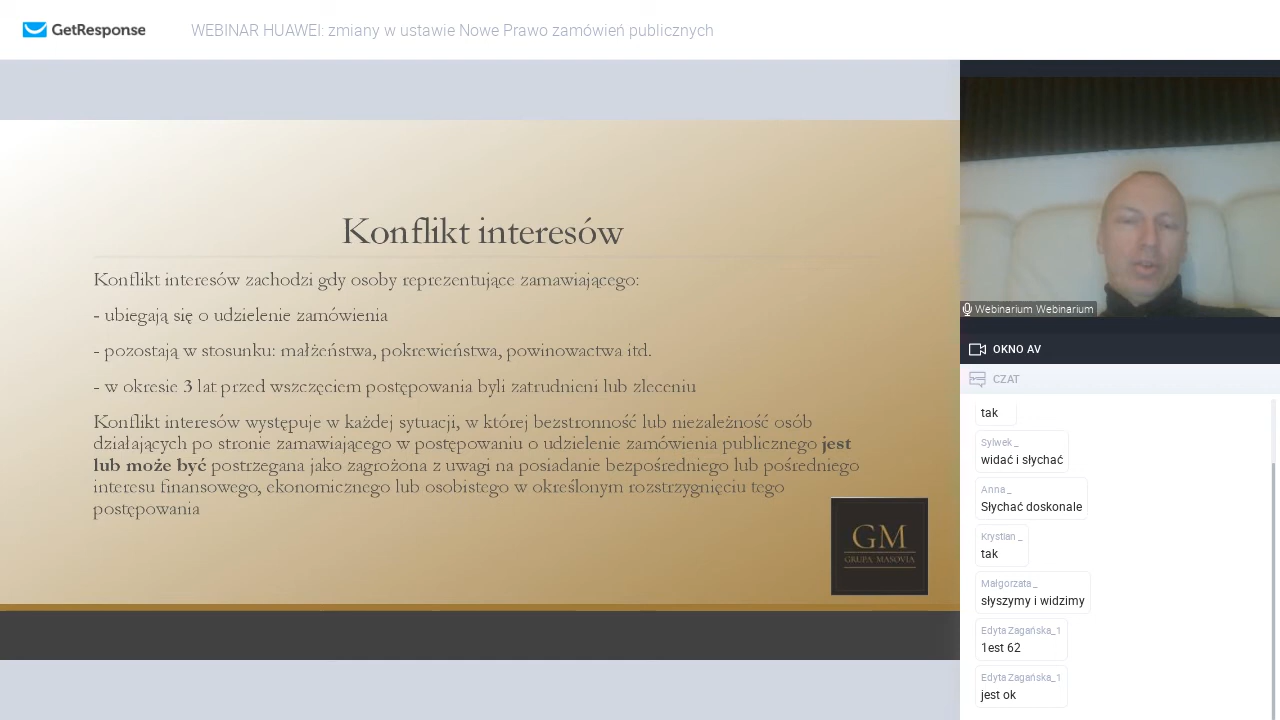 GetResponse
WEBINAR HUAWEI: zmiany w ustawie Nowe Prawo zamówień publicznych
Konflikt interesów
Konflikt interesów zachodzi gdy osoby reprezentujące zamawiającego:
- ubiegają się o udzielenie zamówienia
- pozostają w stosunku: małżeństwa, pokrewieństwa, powinowactwa itd.
- w okresie 3 lat przed wszczęciem postępowania byli zatrudnieni lub zleceniu
Konflikt interesów występuje w każdej sytuacji, w której bezstronność lub niezależność osób
działających po stronie zamawiającego w postępowaniu o udzielenie zamówienia publicznego jest
lub może być postrzegana jako zagrożona z uwagi na posiadanie bezpośredniego lub pośredniego
interesu finansowego, ekonomicznego lub osobistego w określonym rozstrzygnięciu tego
postępowania
GM
GRUPA MASOVIA
Webinarium Webinarium
OKNO AV
CZAT
tak
Sylwek _
widać i słychać
Anna _
Słychać doskonale
Krystian _
tak
Małgorzata _
słyszymy i widzimy
Edyta Zagańska_1
1est 62
Edyta Zagańska_1
jest ok